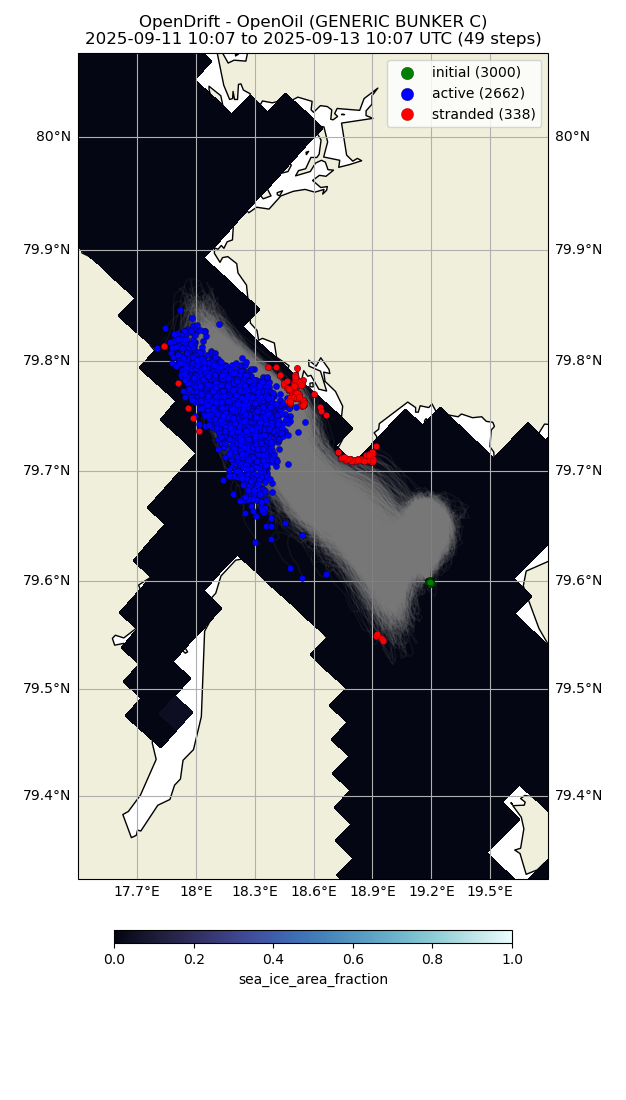 OpenDrift - OpenOil (GENERIC BUNKER C)
2025-09-11 10:07 to 2025-09-13 10:07 UTC (49 steps)
initial (3000)
active (2662)
stranded (338)
80°N 80°N
79.9°N 79.9°N
79.8°N 79.8°N
79.7°N 79.7°N
79.6°N 79.6°N
79.5°N 79.5°N
79.4°N 79.4°N
17.7°E 18°E 18.3°E 18.6°E 18.9°E 19.2°E 19.5°E
0.0 0.2 0.4 0.6 0.8 1.0
sea_ice_area_fraction